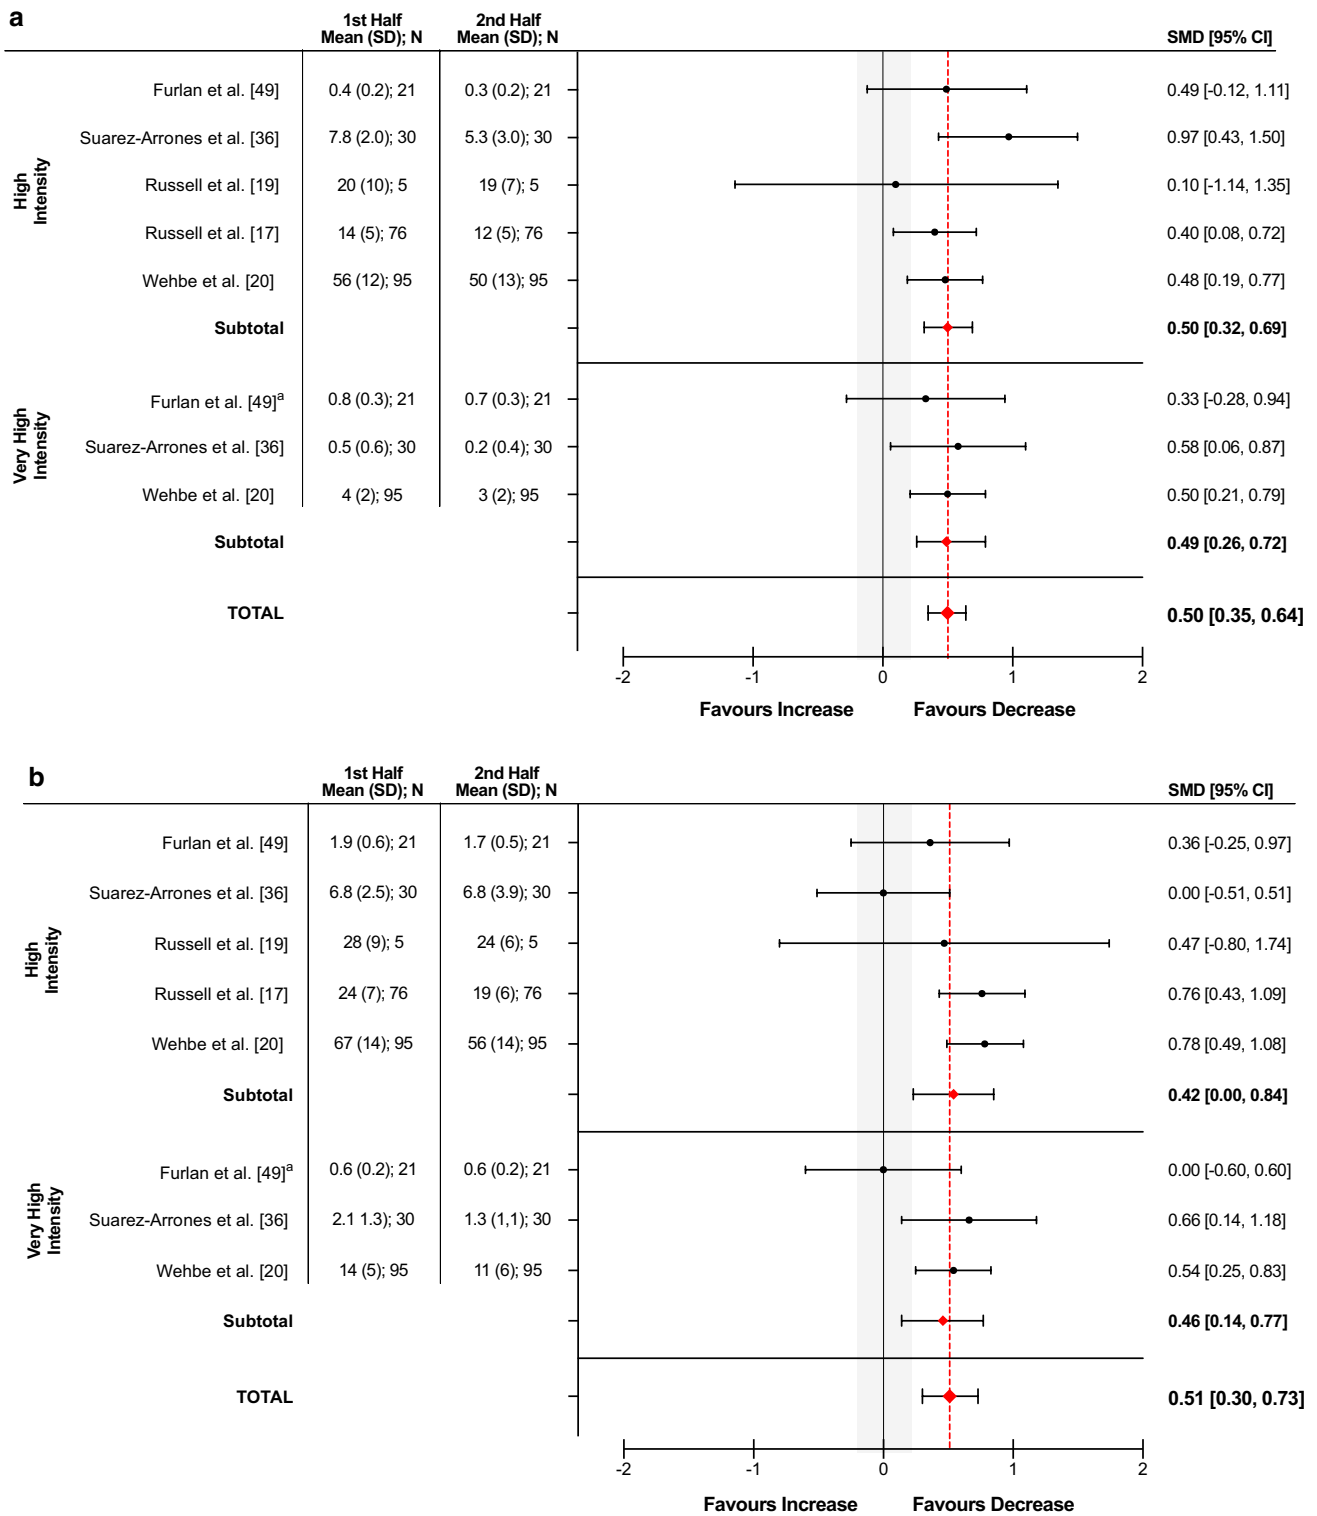 a
1st Half 2nd Half
Mean (SD); N Mean (SD); N SMD [95% CI]
High
Intensity
Furlan et al. [49] 0.4 (0.2); 21 0.3 (0.2); 21 0.49 [-0.12, 1.11]
Suarez-Arrones et al. [36] 7.8 (2.0); 30 5.3 (3.0); 30 0.97 [0.43, 1.50]
Russell et al. [19] 20 (10); 5 19 (7); 5 0.10 [-1.14, 1.35]
Russell et al. [17] 14 (5); 76 12 (5); 76 0.40 [0.08, 0.72]
Wehbe et al. [20] 56 (12); 95 50 (13); 95 0.48 [0.19, 0.77]
Subtotal 0.50 [0.32, 0.69]
Very High
Intensity
Furlan et al. [49]a 0.8 (0.3); 21 0.7 (0.3); 21 0.33 [-0.28, 0.94]
Suarez-Arrones et al. [36] 0.5 (0.6); 30 0.2 (0.4); 30 0.58 [0.06, 0.87]
Wehbe et al. [20] 4 (2); 95 3 (2); 95 0.50 [0.21, 0.79]
Subtotal 0.49 [0.26, 0.72]
TOTAL 0.50 [0.35, 0.64]
-2 -1 0 1 2
Favours Increase Favours Decrease
b
1st Half 2nd Half
Mean (SD); N Mean (SD); N SMD [95% CI]
High
Intensity
Furlan et al. [49] 1.9 (0.6); 21 1.7 (0.5); 21 0.36 [-0.25, 0.97]
Suarez-Arrones et al. [36] 6.8 (2.5); 30 6.8 (3.9); 30 0.00 [-0.51, 0.51]
Russell et al. [19] 28 (9); 5 24 (6); 5 0.47 [-0.80, 1.74]
Russell et al. [17] 24 (7); 76 19 (6); 76 0.76 [0.43, 1.09]
Wehbe et al. [20] 67 (14); 95 56 (14); 95 0.78 [0.49, 1.08]
Subtotal 0.42 [0.00, 0.84]
Very High
Intensity
Furlan et al. [49]a 0.6 (0.2); 21 0.6 (0.2); 21 0.00 [-0.60, 0.60]
Suarez-Arrones et al. [36] 2.1 1.3); 30 1.3 (1,1); 30 0.66 [0.14, 1.18]
Wehbe et al. [20] 14 (5); 95 11 (6); 95 0.54 [0.25, 0.83]
Subtotal 0.46 [0.14, 0.77]
TOTAL 0.51 [0.30, 0.73]
-2 -1 0 1 2
Favours Increase Favours Decrease